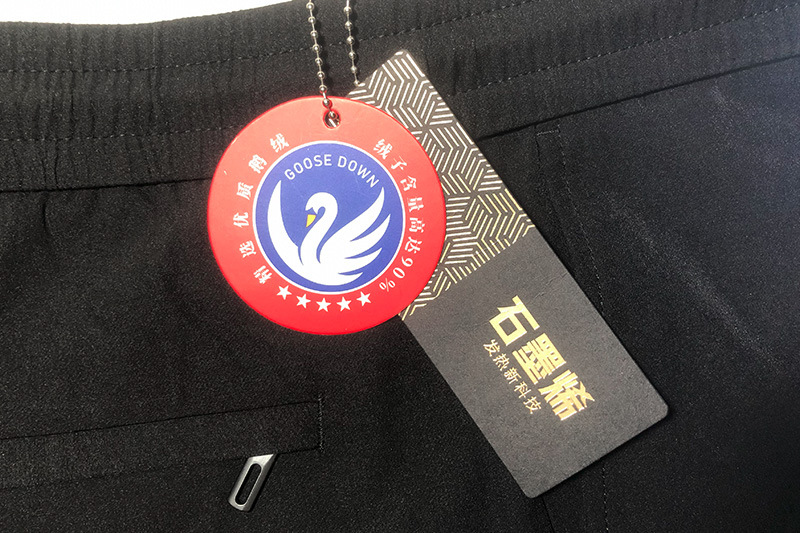 精选优质鹅绒
绒子含量高达90%
GOOSE DOWN
石墨烯
发热新科技